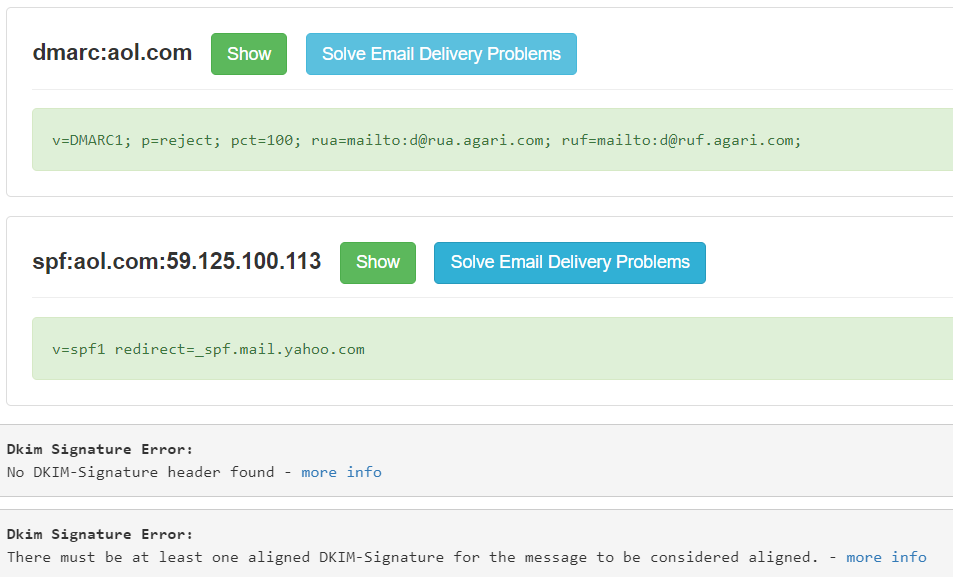 dmarc:aol.com Show Solve Email Delivery Problems
v=DMARC1; p=reject; pct=100; rua=mailto:d@rua.agari.com; ruf=mailto:d@ruf.agari.com;
spf:aol.com:59.125.100.113 Show Solve Email Delivery Problems
v=spf1 redirect=_spf.mail.yahoo.com
Dkim Signature Error:
No DKIM-Signature header found - more info
Dkim Signature Error:
There must be at least one aligned DKIM-Signature for the message to be considered aligned. - more info